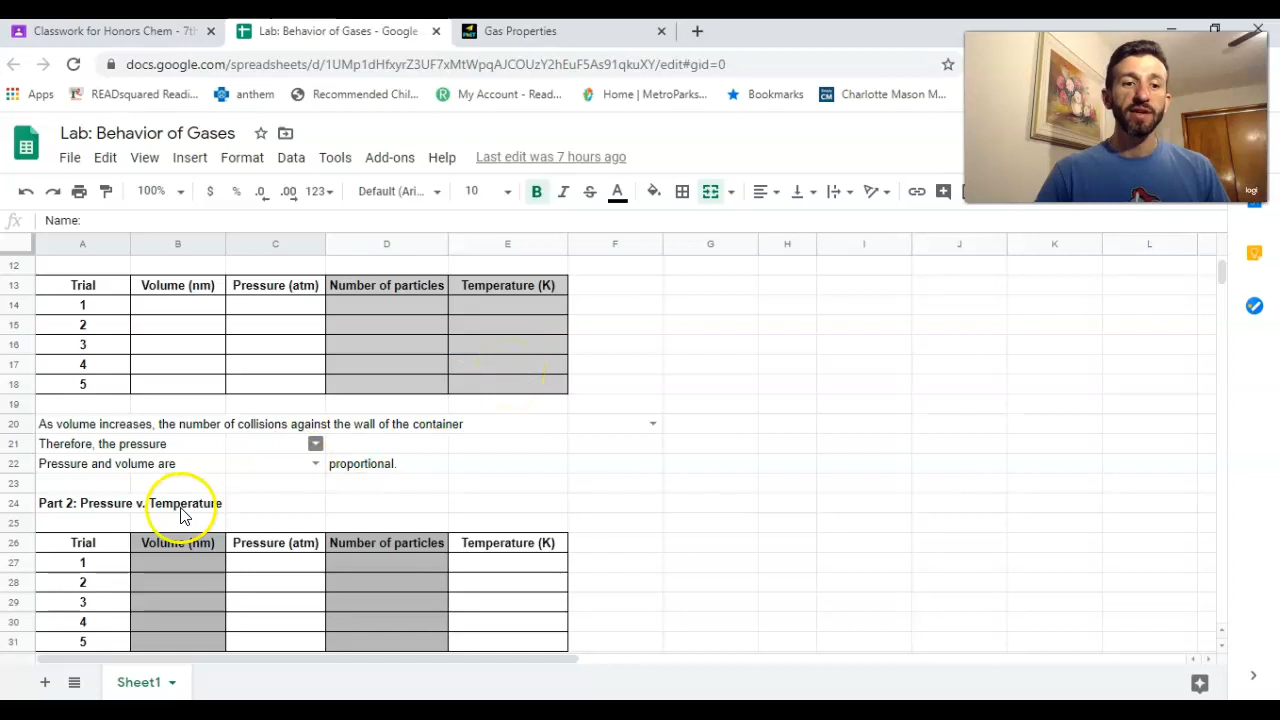 Classwork for Honors Chem - 7th
Lab: Behavior of Gases - Google
Gas Properties
docs.google.com/spreadsheets/d/1UMp1dHfxyrZ3UF7xMtWpqAJCOUzY2hEuF5As91qkuXY/edit#gid=0
Apps
READsquared Readi...
anthem
Recommended Chil...
My Account - Read...
Home | MetroParks...
Bookmarks
Charlotte Mason M...
logi
Lab: Behavior of Gases
File Edit View Insert Format Data Tools Add-ons Help Last edit was 7 hours ago
100% $ % .0 .00 123 Default (Ari... 10 B I S A
fx Name:
A B C D E F G H I J K L
12
13 Trial Volume (nm) Pressure (atm) Number of particles Temperature (K)
14 1
15 2
16 3
17 4
18 5
19
20 As volume increases, the number of collisions against the wall of the container
21 Therefore, the pressure
22 Pressure and volume are proportional.
23
24 Part 2: Pressure v. Temperature
25
26 Trial Volume (nm) Pressure (atm) Number of particles Temperature (K)
27 1
28 2
29 3
30 4
31 5
Sheet1